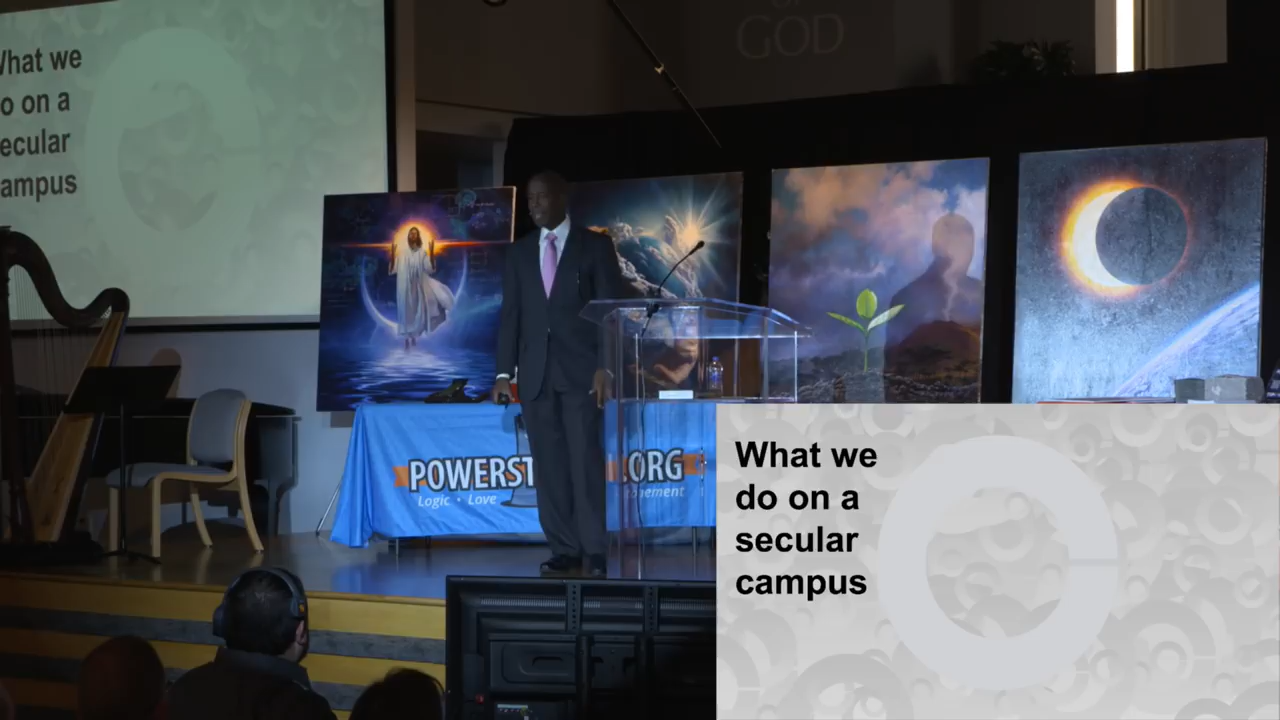 What we
do on a
secular
campus
GOD
POWERST
.ORG
Logic • Love
What we
do on a
secular
campus